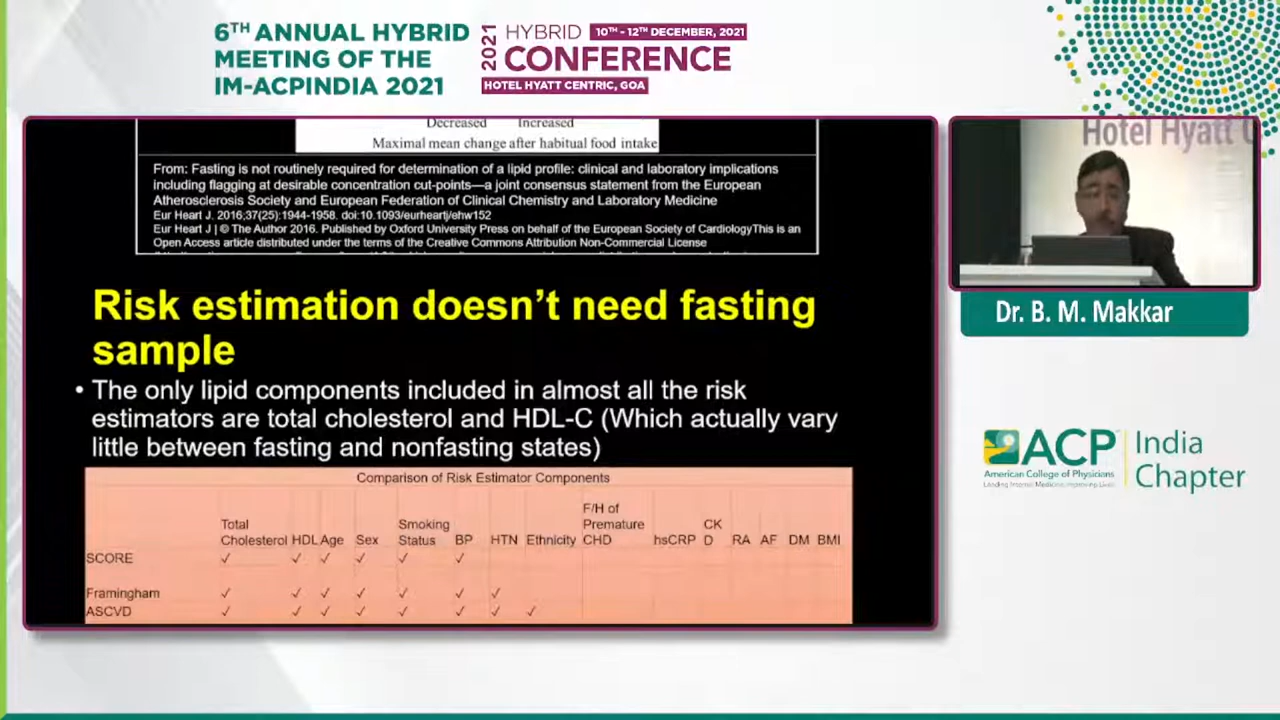 6TH ANNUAL HYBRID
MEETING OF THE
IM-ACPINDIA 2021
2021
HYBRID 10TH - 12TH DECEMBER, 2021
CONFERENCE
HOTEL HYATT CENTRIC, GOA
Decreased Increased
Maximal mean change after habitual food intake
From: Fasting is not routinely required for determination of a lipid profile: clinical and laboratory implications
including flagging at desirable concentration cut-points—a joint consensus statement from the European
Atherosclerosis Society and European Federation of Clinical Chemistry and Laboratory Medicine
Eur Heart J. 2016;37(25):1944-1958. doi:10.1093/eurheartj/ehw152
Eur Heart J | © The Author 2016. Published by Oxford University Press on behalf of the European Society of CardiologyThis is an
Open Access article distributed under the terms of the Creative Commons Attribution Non-Commercial License
Risk estimation doesn’t need fasting
sample
• The only lipid components included in almost all the risk
estimators are total cholesterol and HDL-C (Which actually vary
little between fasting and nonfasting states)
Comparison of Risk Estimator Components
F/H of
Total Smoking Premature CK
Cholesterol HDL Age Sex Status BP HTN Ethnicity CHD hsCRP D RA AF DM BMI
SCORE ✓ ✓ ✓ ✓ ✓ ✓
Framingham ✓ ✓ ✓ ✓ ✓ ✓ ✓
ASCVD ✓ ✓ ✓ ✓ ✓ ✓ ✓ ✓
Hotel Hyatt C
Dr. B. M. Makkar
ACP
American College of Physicians
Leading Internal Medicine, Improving Lives
India
Chapter